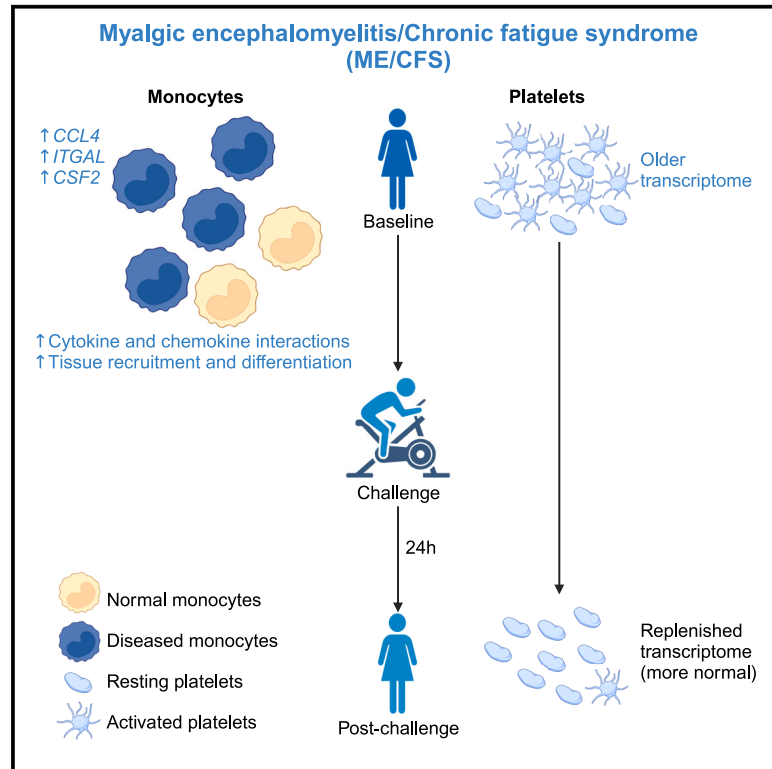 Myalgic encephalomyelitis/Chronic fatigue syndrome
(ME/CFS)
Monocytes
↑ CCL4
↑ ITGAL
↑ CSF2
↑ Cytokine and chemokine interactions
↑ Tissue recruitment and differentiation
Baseline
Challenge
24h
Post-challenge
Platelets
Older
transcriptome
Replenished
transcriptome
(more normal)
Normal monocytes
Diseased monocytes
Resting platelets
Activated platelets